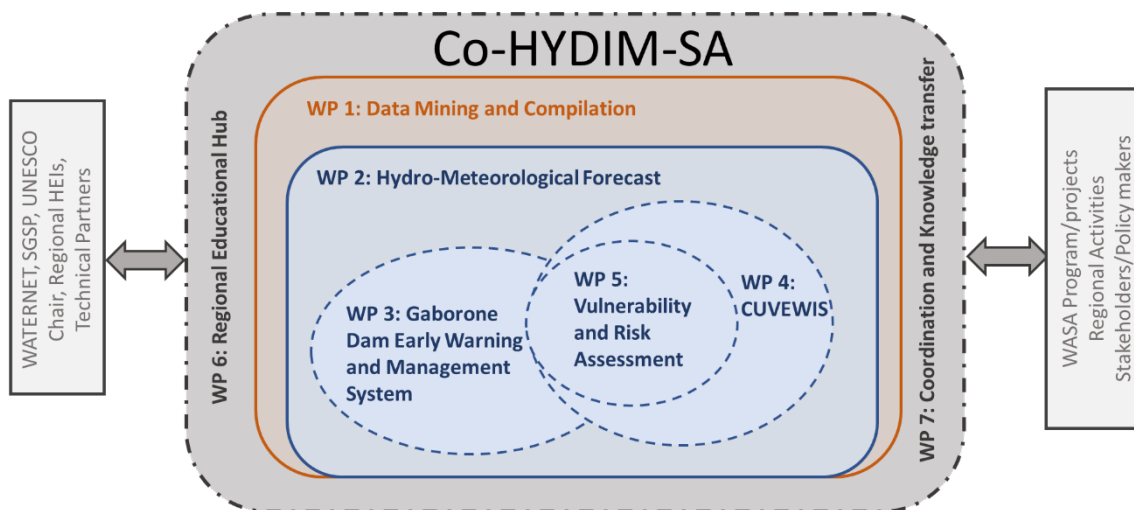 Co-HYDIM-SA
WATERNET, SGSP, UNESCO
Chair, Regional HEIs,
Technical Partners
WP 6: Regional Educational Hub
WP 1: Data Mining and Compilation
WP 2: Hydro-Meteorological Forecast
WP 3: Gaborone
Dam Early Warning
and Management
System
WP 5:
Vulnerability
and Risk
Assessment
WP 4:
CUVEWIS
WP 7: Coordination and Knowledge transfer
WASA Program/projects
Regional Activities
Stakeholders/Policy makers